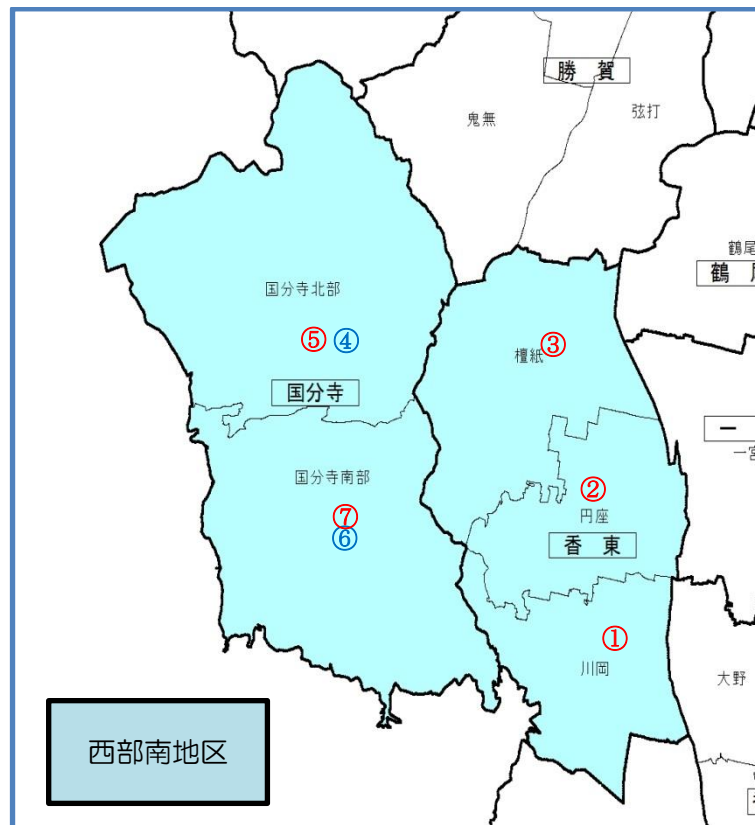 勝 賀
鬼無
弦打
鶴尾
鶴
国分寺北部
⑤ ④
③
檀紙
国分寺
一
国分寺南部
②
⑦
円座
⑥
香 東
①
川岡
大野
西部南地区